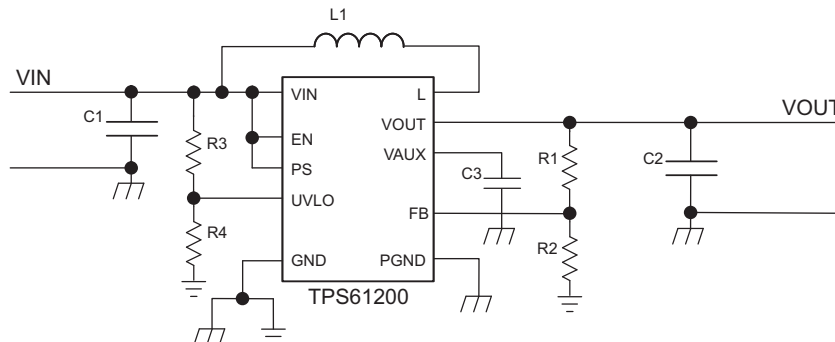 L1
VIN
C1
R3
R4
VIN
EN
PS
UVLO
GND
L
VOUT
VAUX
FB
PGND
TPS61200
C3
R1
R2
C2
VOUT